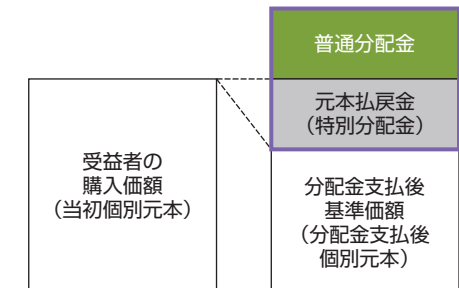 普通分配金
元本払戻金
（特別分配金）
受益者の
購入価額
（当初個別元本）
分配金支払後
基準価額
（分配金支払後
個別元本）